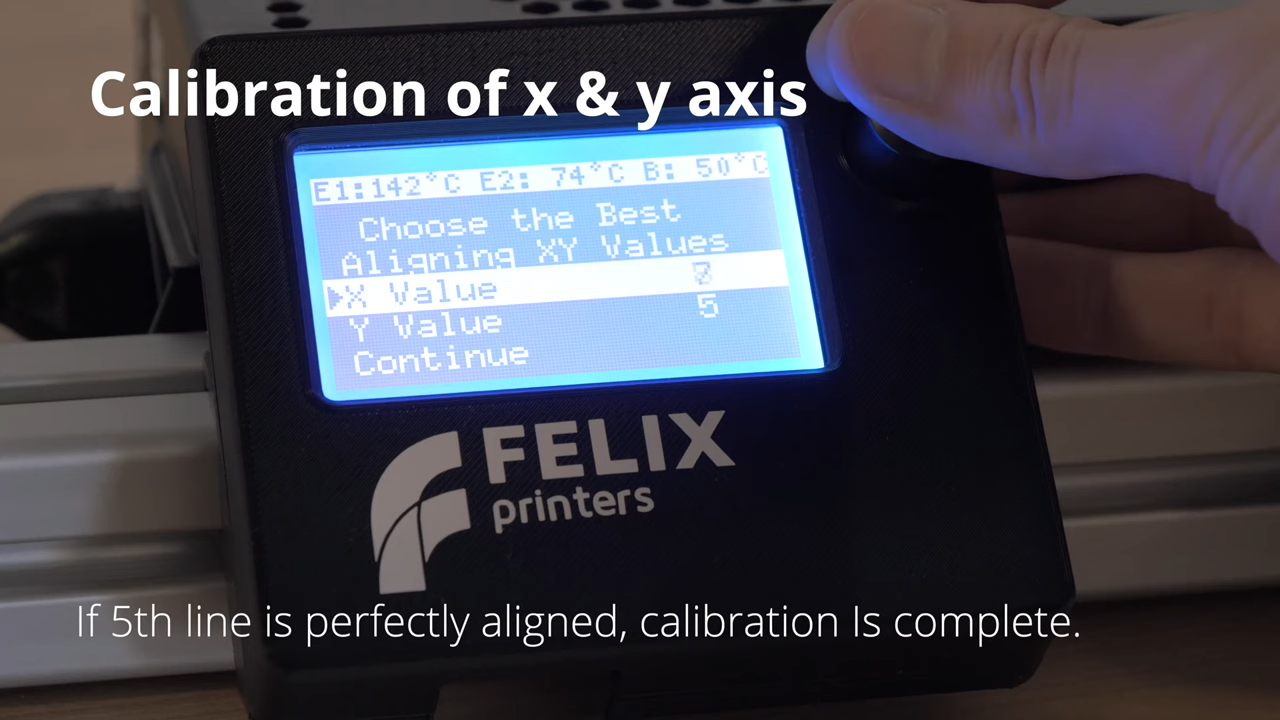 Calibration of x & y axis
E1:142°C E2: 74°C B: 50°C
Choose the Best
Aligning XY Values
X Value
Y Value 5
Continue
FELIX
printers
If 5th line is perfectly aligned, calibration Is complete.